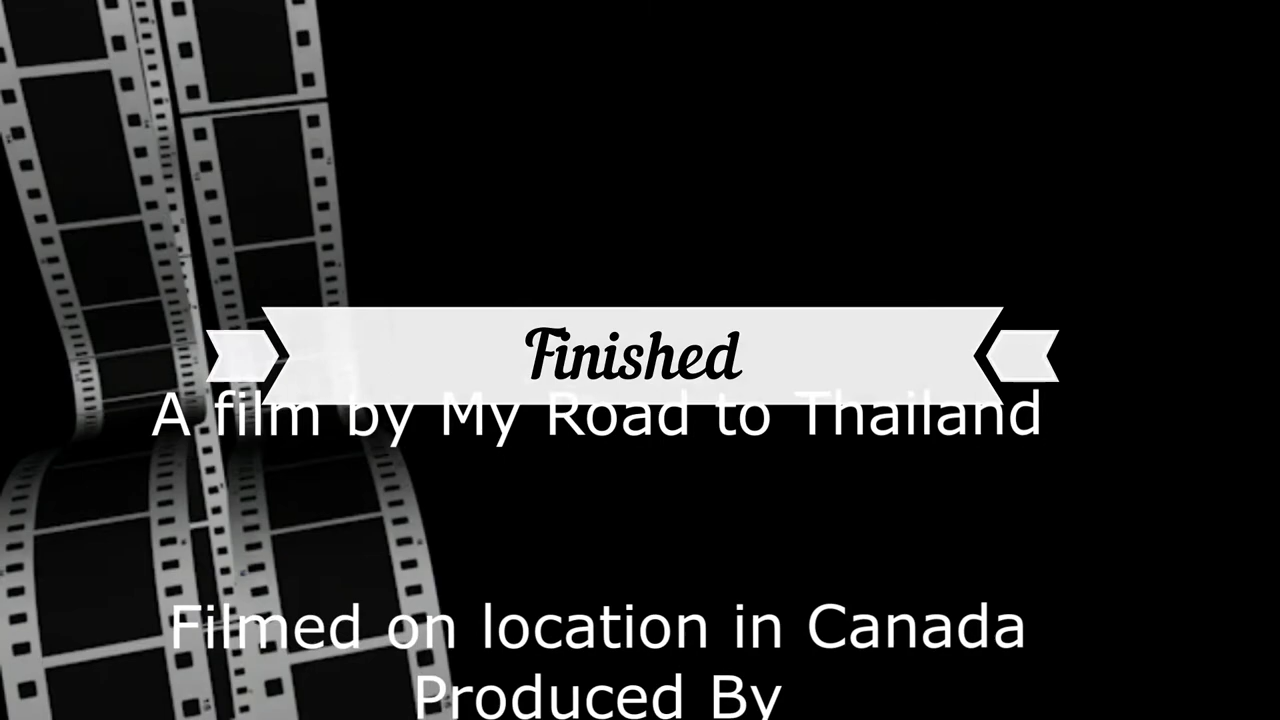 Finished
A film by My Road to Thailand
Filmed on location in Canada
Produced By